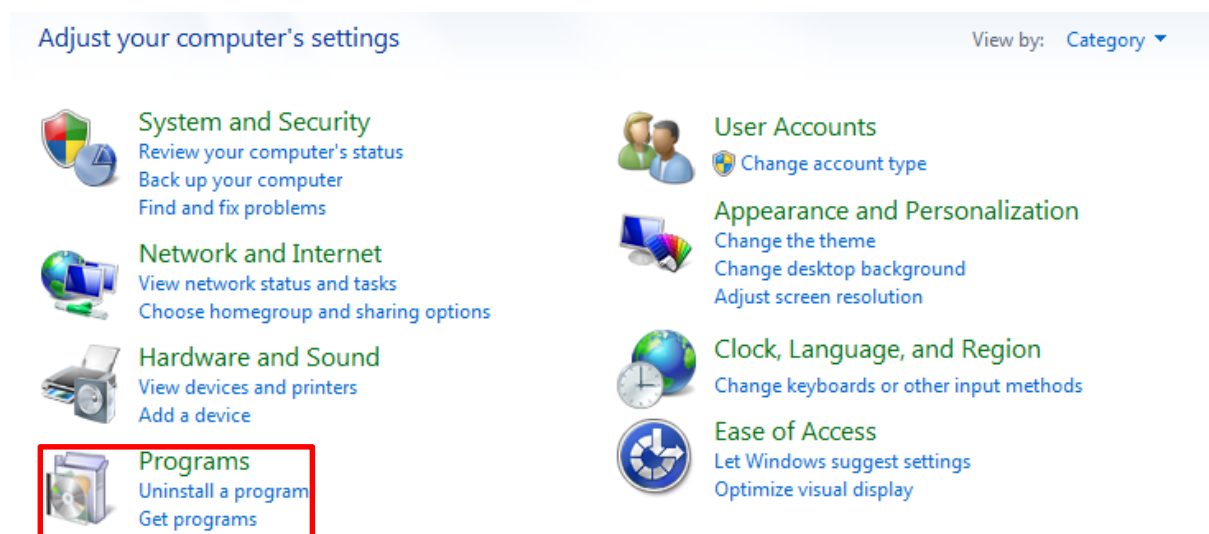 Adjust your computer's settings
View by: Category
System and Security
Review your computer's status
Back up your computer
Find and fix problems
Network and Internet
View network status and tasks
Choose homegroup and sharing options
Hardware and Sound
View devices and printers
Add a device
Programs
Uninstall a program
Get programs
User Accounts
Change account type
Appearance and Personalization
Change the theme
Change desktop background
Adjust screen resolution
Clock, Language, and Region
Change keyboards or other input methods
Ease of Access
Let Windows suggest settings
Optimize visual display